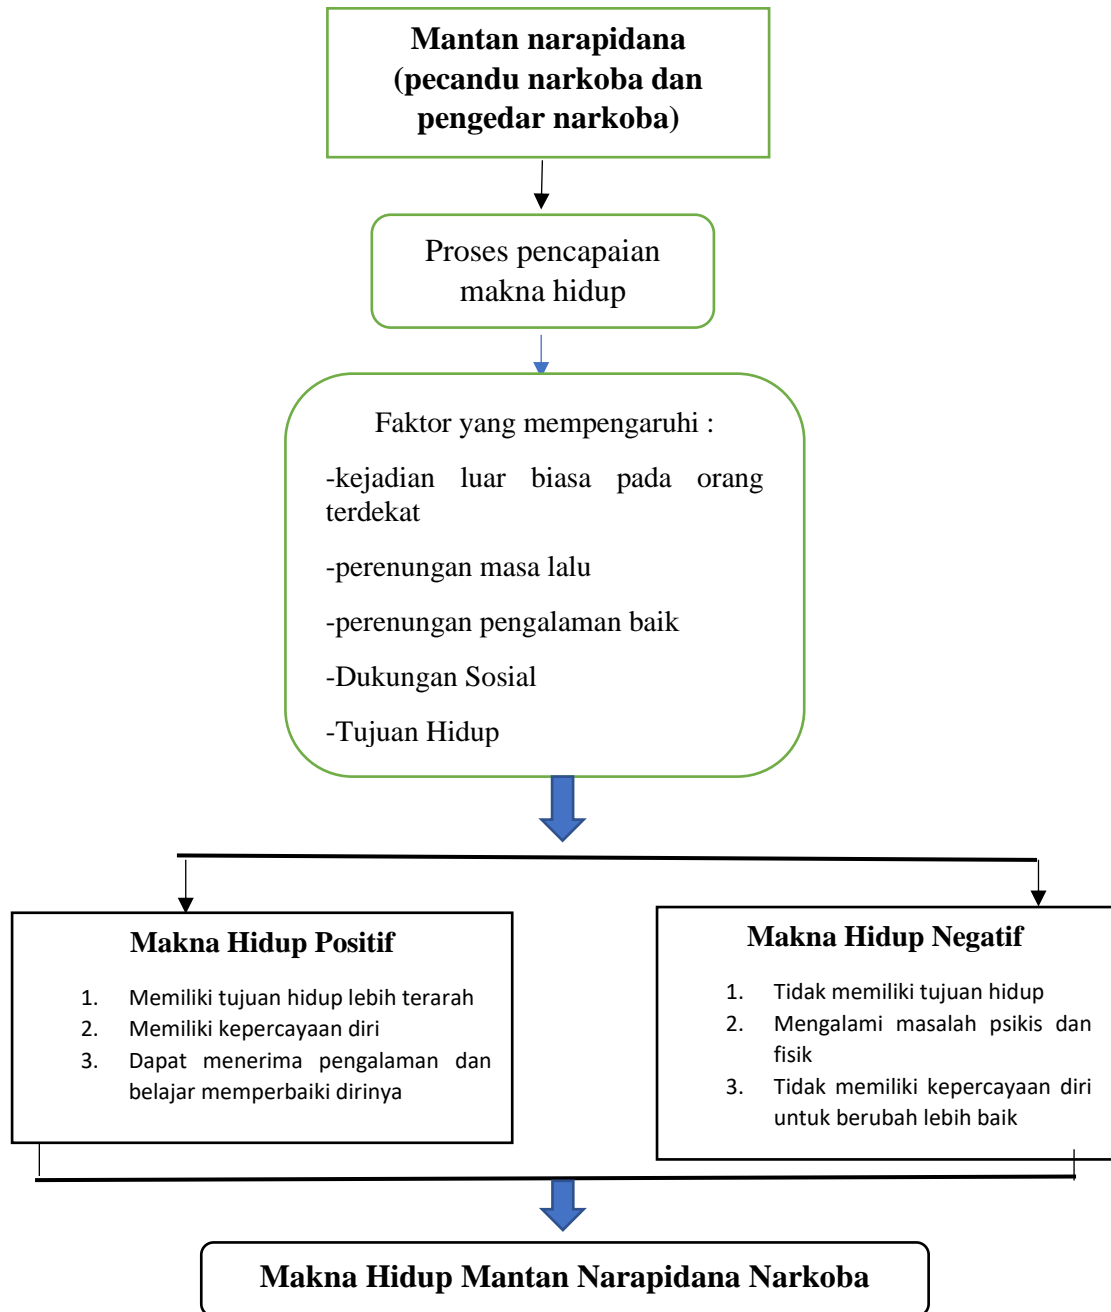 Mantan narapidana
(pecandu narkoba dan
pengedar narkoba)
Proses pencapaian
makna hidup
Faktor yang mempengaruhi :
-kejadian luar biasa pada orang
terdekat
-perenungan masa lalu
-perenungan pengalaman baik
-Dukungan Sosial
-Tujuan Hidup
Makna Hidup Positif
1. Memiliki tujuan hidup lebih terarah
2. Memiliki kepercayaan diri
3. Dapat menerima pengalaman dan
belajar memperbaiki dirinya
Makna Hidup Negatif
1. Tidak memiliki tujuan hidup
2. Mengalami masalah psikis dan
fisik
3. Tidak memiliki kepercayaan diri
untuk berubah lebih baik
Makna Hidup Mantan Narapidana Narkoba